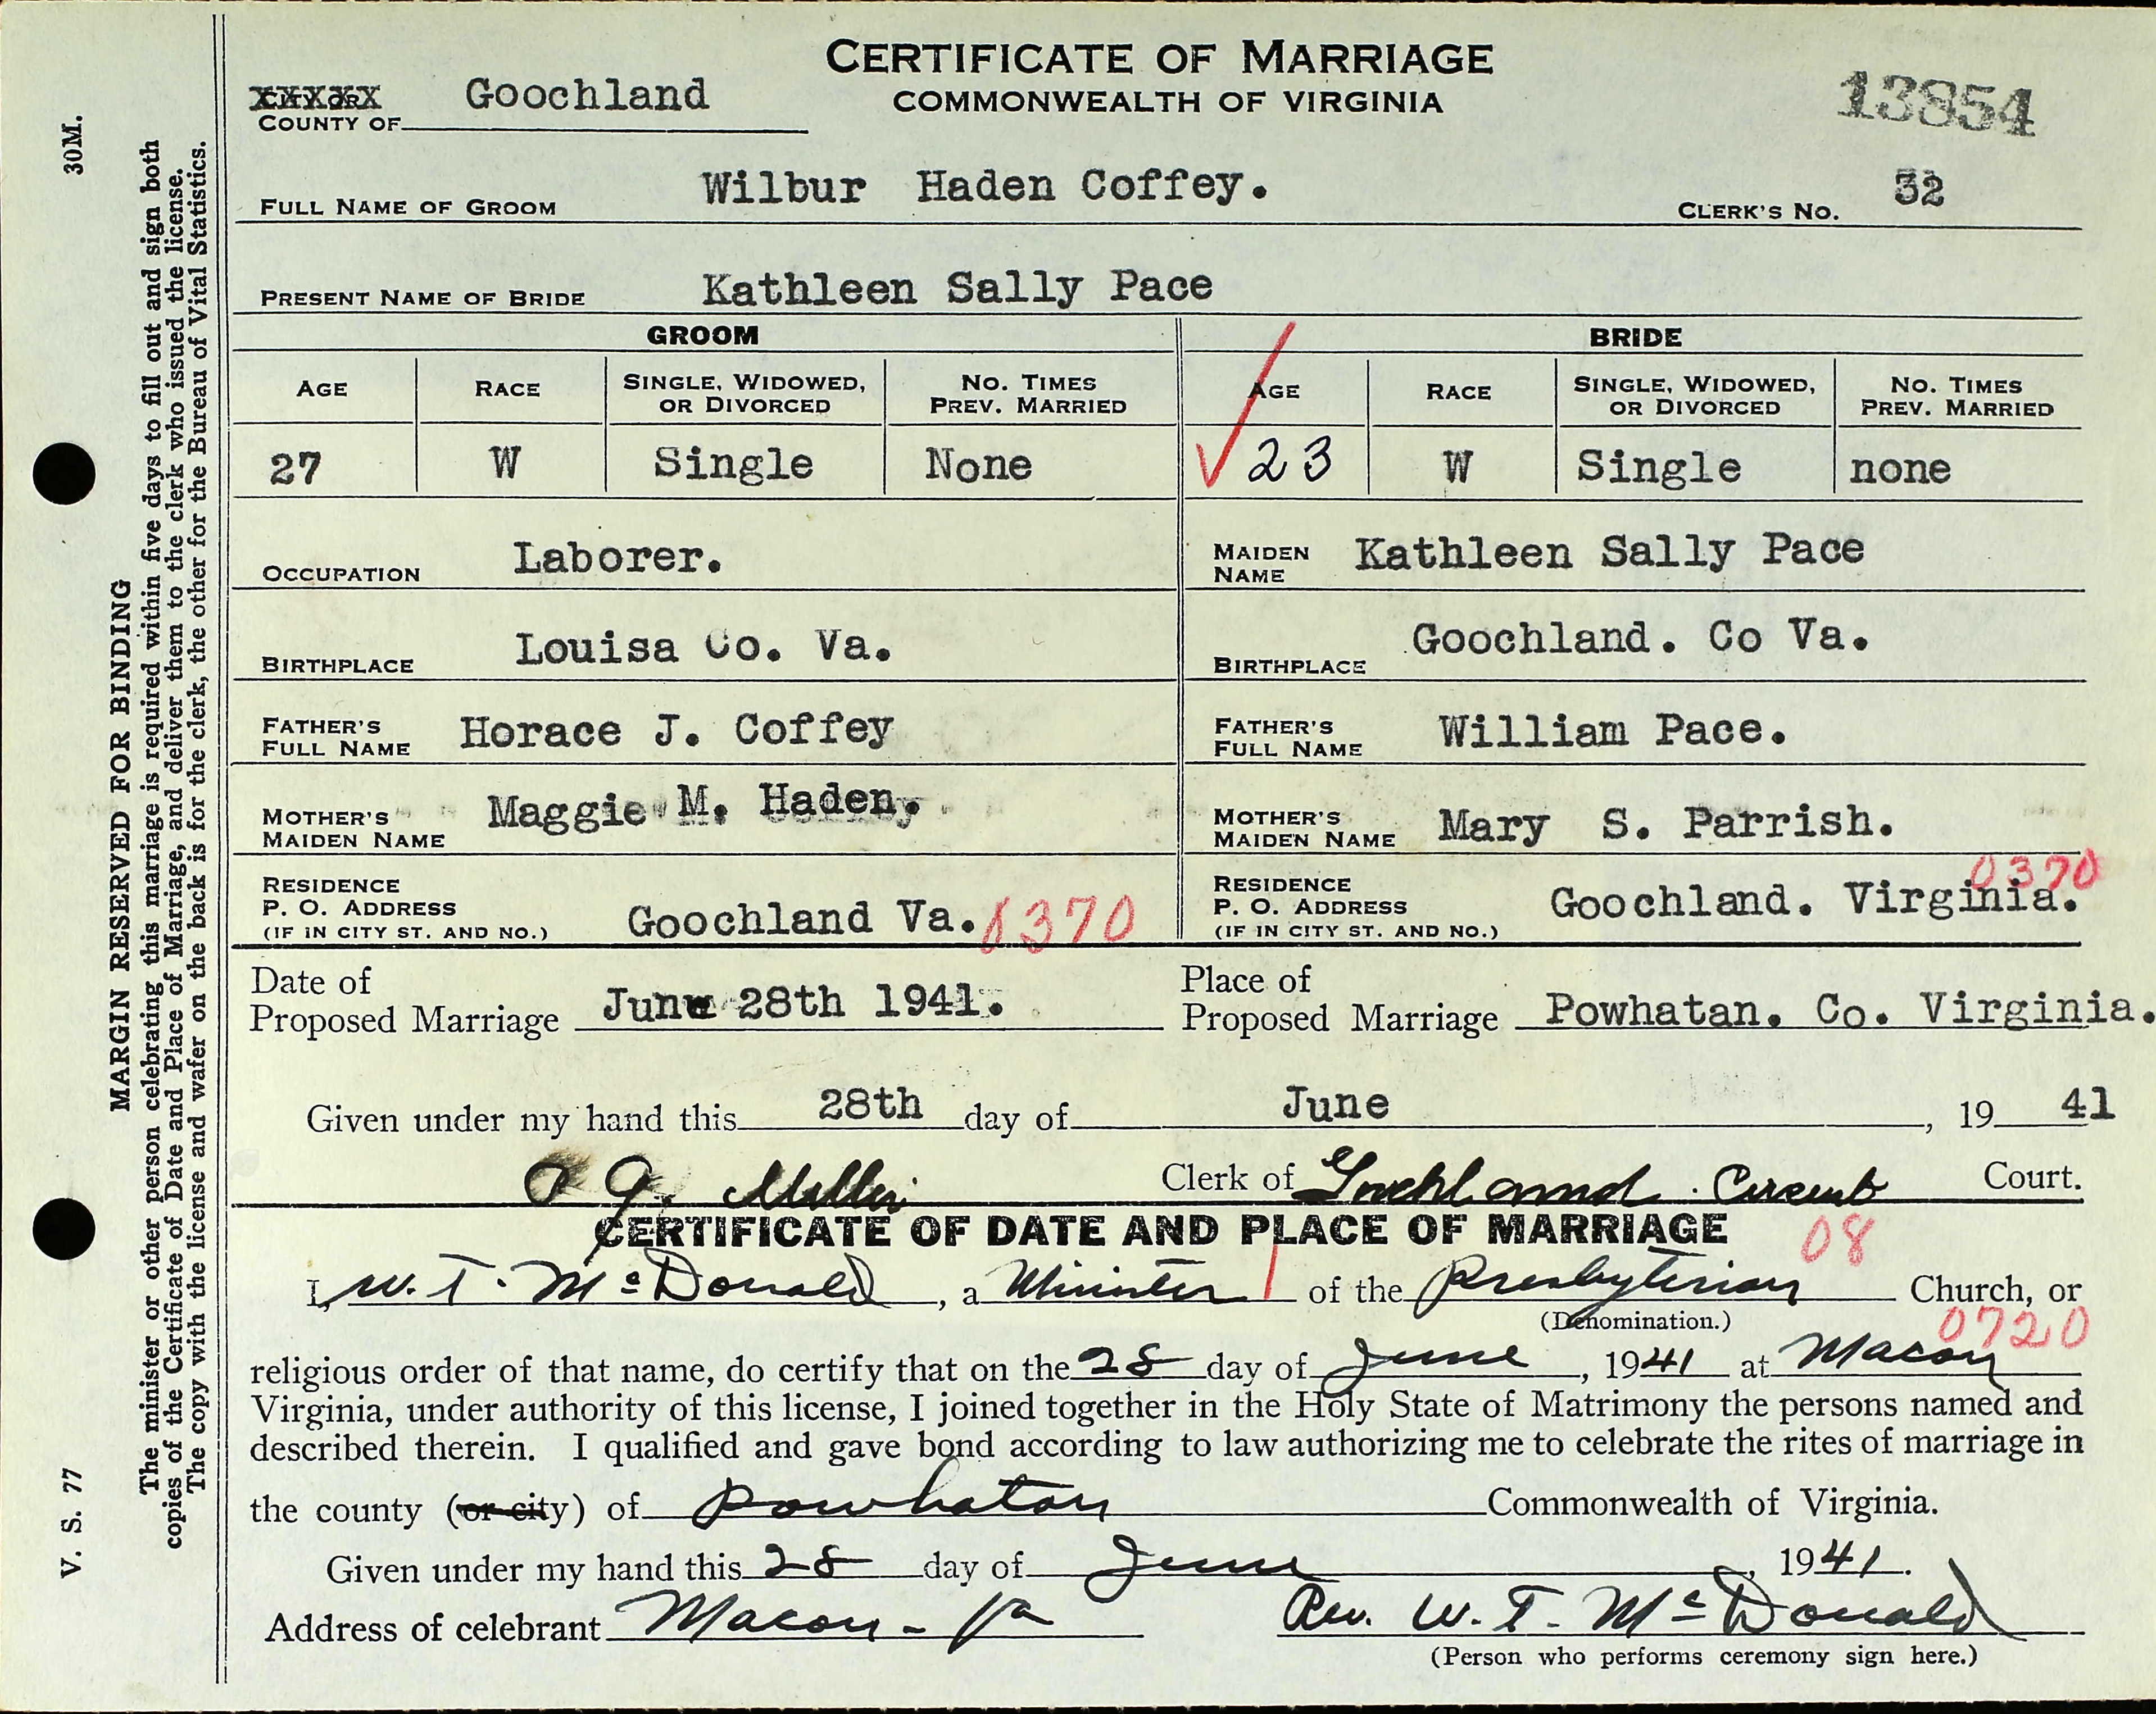 CERTIFICATE OF MARRIAGE
COMMONWEALTH OF VIRGINIA
13854
COUNTY OF Goochland
FULL NAME OF GROOM Wilbur Haden Coffey. CLERK'S NO. 32
PRESENT NAME OF BRIDE Kathleen Sally Pace
GROOM BRIDE
AGE RACE SINGLE, WIDOWED, OR DIVORCED NO. TIMES PREV. MARRIED AGE RACE SINGLE, WIDOWED, OR DIVORCED NO. TIMES PREV. MARRIED
27 W Single None 23 W Single none
OCCUPATION Laborer. MAIDEN NAME Kathleen Sally Pace
BIRTHPLACE Louisa Co. Va. BIRTHPLACE Goochland. Co Va.
FATHER'S FULL NAME Horace J. Coffey FATHER'S FULL NAME William Pace.
MOTHER'S MAIDEN NAME Maggie M. Haden. MOTHER'S MAIDEN NAME Mary S. Parrish.
RESIDENCE P. O. ADDRESS (IF IN CITY ST. AND NO.) Goochland Va. 0370 RESIDENCE P. O. ADDRESS (IF IN CITY ST. AND NO.) Goochland. Virginia. 0370
Date of Proposed Marriage June 28th 1941. Place of Proposed Marriage Powhatan. Co. Virginia.
Given under my hand this 28th day of June, 19 41
P G. Miller Clerk of Goochland Circuit Court.
CERTIFICATE OF DATE AND PLACE OF MARRIAGE 08
I, W. T. McDonald, a Minister of the Presbyterian Church, or
(Denomination.)
0720
religious order of that name, do certify that on the 28 day of June, 1941 at Macon
Virginia, under authority of this license, I joined together in the Holy State of Matrimony the persons named and
described therein. I qualified and gave bond according to law authorizing me to celebrate the rites of marriage in
the county (or city) of Powhatan Commonwealth of Virginia.
Given under my hand this 28 day of June, 1941.
Address of celebrant Macon - Va Rev. W. T. McDonald
(Person who performs ceremony sign here.)
V. S. 77 30M.
MARGIN RESERVED FOR BINDING
The minister or other person celebrating this marriage is required within five days to fill out and sign both
copies of the Certificate of Date and Place of Marriage, and deliver them to the clerk who issued the license.
The copy with the license and wafer on the back is for the clerk, the other for the Bureau of Vital Statistics.